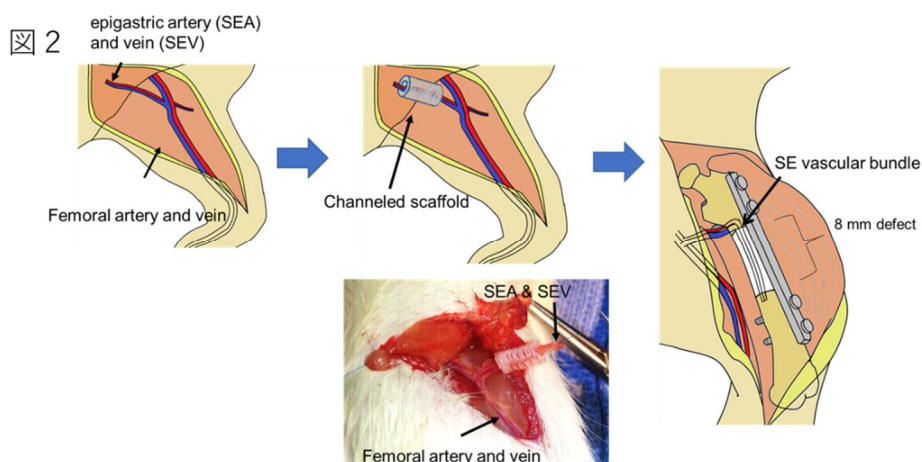 図 2
epigastric artery (SEA)
and vein (SEV)
Femoral artery and vein
Channeled scaffold
SE vascular bundle
8 mm defect
SEA & SEV
Femoral artery and vein